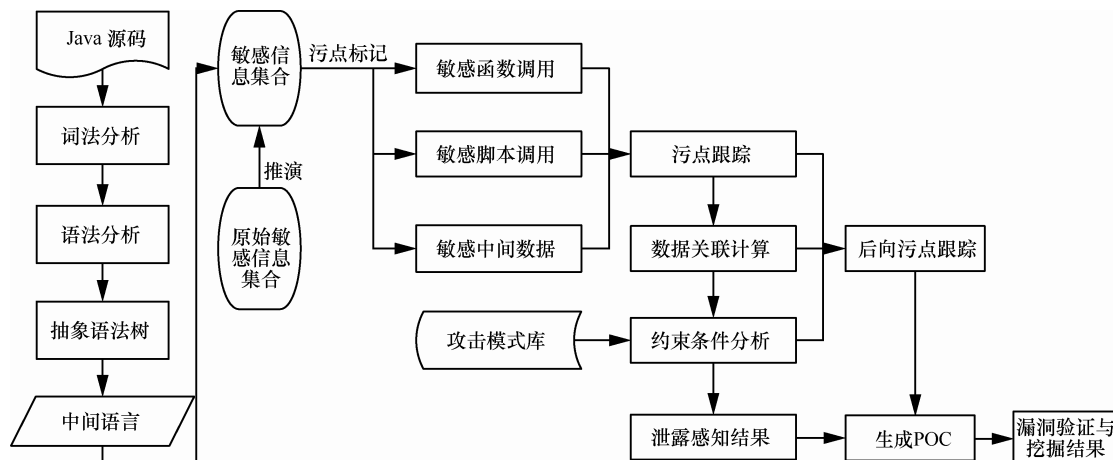 Java 源码
词法分析
语法分析
抽象语法树
中间语言
敏感信
息集合
推演
原始敏
感信息
集合
污点标记
敏感函数调用
敏感脚本调用
敏感中间数据
攻击模式库
污点跟踪
数据关联计算
约束条件分析
泄露感知结果
后向污点跟踪
生成POC
漏洞验证与
挖掘结果